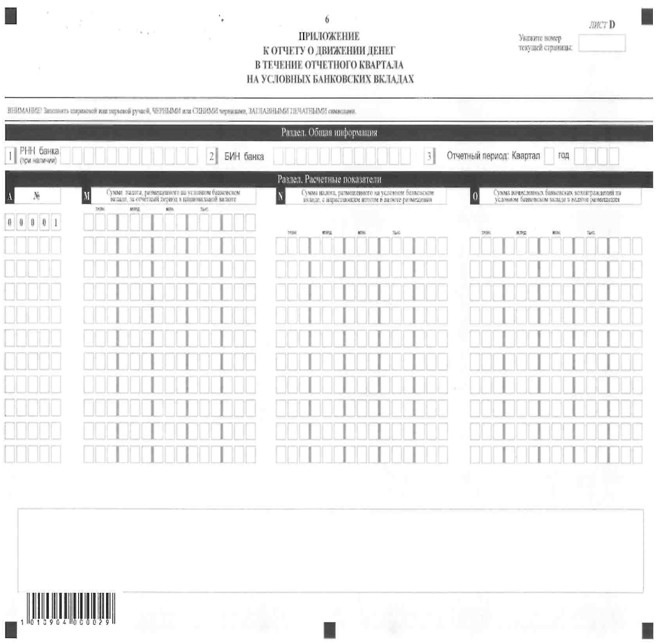 6
ЛИСТ D
ПРИЛОЖЕНИЕ
К ОТЧЕТУ О ДВИЖЕНИИ ДЕНЕГ
В ТЕЧЕНИЕ ОТЧЕТНОГО КВАРТАЛА
НА УСЛОВНЫХ БАНКОВСКИХ ВКЛАДАХ
Укажите номер
текущей страницы:
ВНИМАНИЕ! Заполнять шариковой или перьевой ручкой, ЧЕРНЫМИ или СИНИМИ чернилами, ЗАГЛАВНЫМИ ПЕЧАТНЫМИ символами.
Раздел. Общая информация
1 РНН банка
(при наличии)
2 БИН банка
3 Отчетный период: Квартал год
Раздел. Расчетные показатели
A №
M Сумма налога, размещенного на условном банковском
вкладе, за отчетный период в национальной валюте
N Сумма налога, размещенного на условном банковском
вкладе, с нарастающим итогом в валюте размещения
O Сумма начисленных банковских вознаграждений на
условном банковском вкладе в валюте размещения
трлн. млрд. млн. тыс.
трлн. млрд. млн. тыс.
трлн. млрд. млн. тыс.
0 0 0 0 1
1010904000029